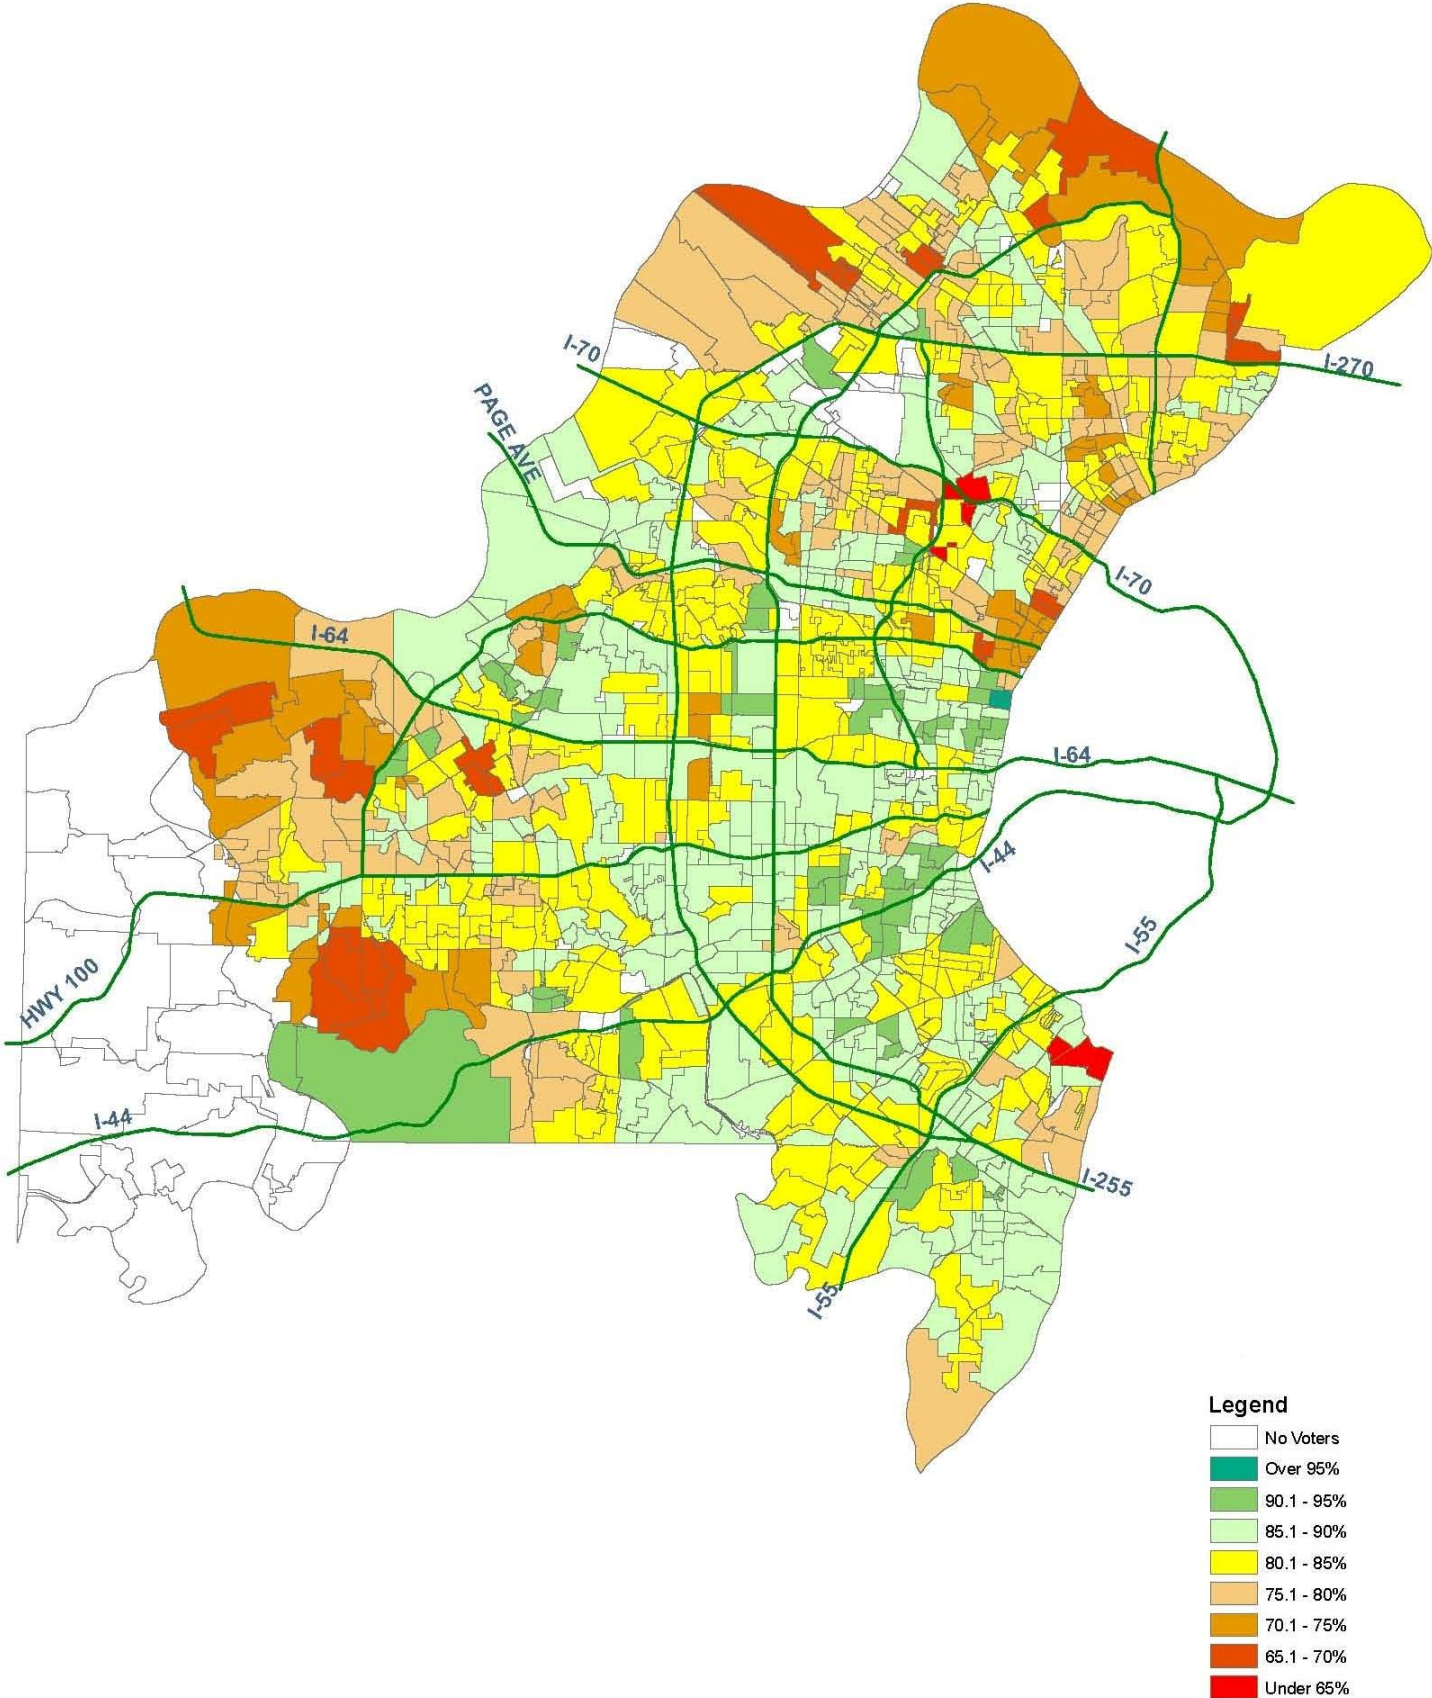 I-70
I-270
PAGE AVE
I-70
I-64
I-64
I-44
I-55
HWY 100
I-44
I-255
I-55
Legend
No Voters
Over 95%
90.1 - 95%
85.1 - 90%
80.1 - 85%
75.1 - 80%
70.1 - 75%
65.1 - 70%
Under 65%